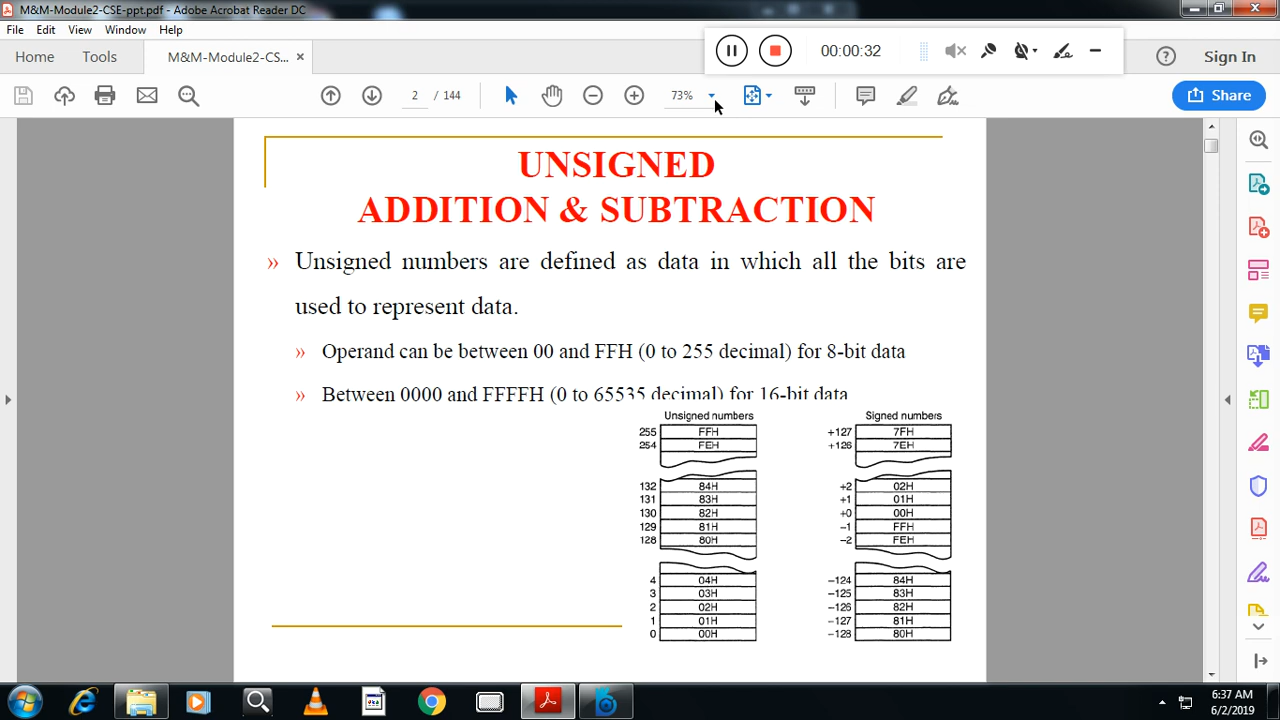 M&M-Module2-CSE-ppt.pdf - Adobe Acrobat Reader DC
File Edit View Window Help
Home Tools M&M-Module2-CS... × 00:00:32 Sign In
2 / 144 73% Share
UNSIGNED
ADDITION & SUBTRACTION
» Unsigned numbers are defined as data in which all the bits are
used to represent data.
» Operand can be between 00 and FFH (0 to 255 decimal) for 8-bit data
» Between 0000 and FFFFH (0 to 65535 decimal) for 16-bit data
Unsigned numbers Signed numbers
255 FFH +127 7FH
254 FEH +126 7EH
132 84H +2 02H
131 83H +1 01H
130 82H +0 00H
129 81H −1 FFH
128 80H −2 FEH
4 04H −124 84H
3 03H −125 83H
2 02H −126 82H
1 01H −127 81H
0 00H −128 80H
6:37 AM
6/2/2019